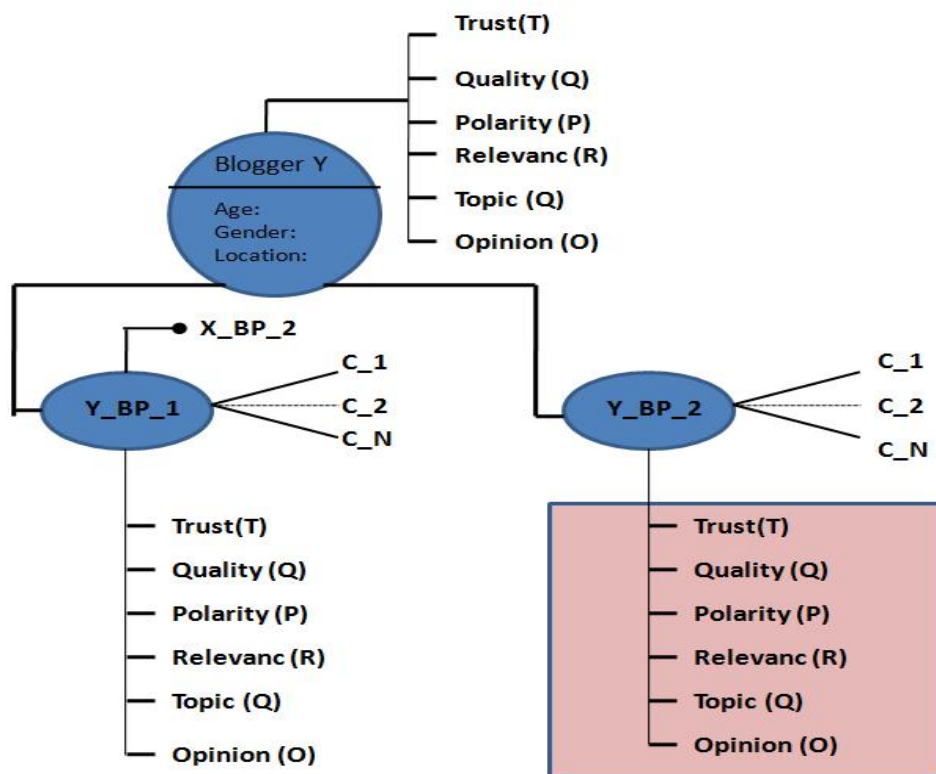 Trust(T)
Quality (Q)
Polarity (P)
Relevanc (R)
Topic (Q)
Opinion (O)
Blogger Y
Age:
Gender:
Location:
X_BP_2
Y_BP_1
C_1
C_2
C_N
Y_BP_2
C_1
C_2
C_N
Trust(T)
Quality (Q)
Polarity (P)
Relevanc (R)
Topic (Q)
Opinion (O)
Trust(T)
Quality (Q)
Polarity (P)
Relevanc (R)
Topic (Q)
Opinion (O)